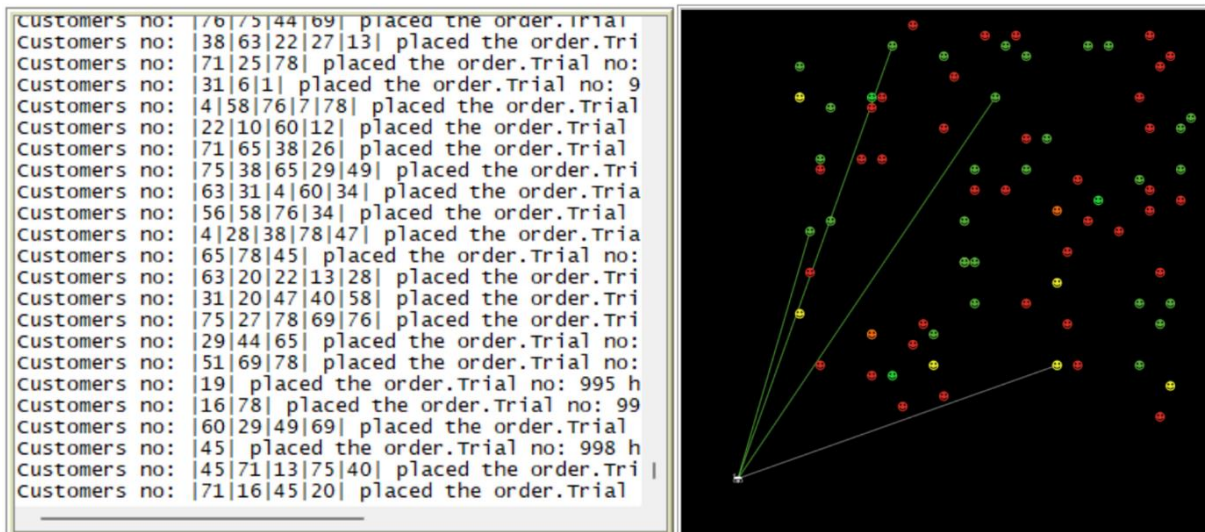 Customers no: |76|75|44|69| placed the order.Trial
Customers no: |38|63|22|27|13| placed the order.Tri
Customers no: |71|25|78| placed the order.Trial no:
Customers no: |31|6|1| placed the order.Trial no: 9
Customers no: |4|58|76|7|78| placed the order.Trial
Customers no: |22|10|60|12| placed the order.Trial
Customers no: |71|65|38|26| placed the order.Trial
Customers no: |75|38|65|29|49| placed the order.Tri
Customers no: |63|31|4|60|34| placed the order.Tria
Customers no: |56|58|76|34| placed the order.Trial
Customers no: |4|28|38|78|47| placed the order.Tria
Customers no: |65|78|45| placed the order.Trial no:
Customers no: |63|20|22|13|28| placed the order.Tri
Customers no: |31|20|47|40|58| placed the order.Tri
Customers no: |75|27|78|69|76| placed the order.Tri
Customers no: |29|44|65| placed the order.Trial no:
Customers no: |51|69|78| placed the order.Trial no:
Customers no: |19| placed the order.Trial no: 995 h
Customers no: |16|78| placed the order.Trial no: 99
Customers no: |60|29|49|69| placed the order.Trial
Customers no: |45| placed the order.Trial no: 998 h
Customers no: |45|71|13|75|40| placed the order.Tri
Customers no: |71|16|45|20| placed the order.Trial